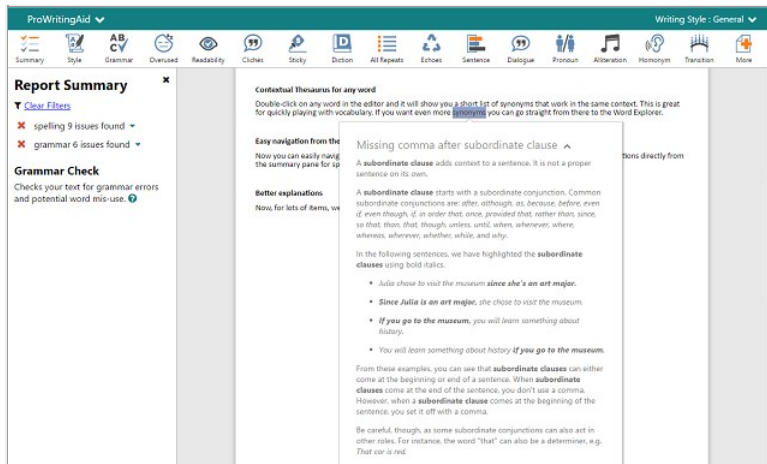 ProWritingAid
Writing Style : General
Summary
Style
Grammar
Overused
Readability
Clichés
Sticky
Diction
All Repeats
Echoes
Sentence
Dialogue
Pronoun
Alliteration
Homonym
Transition
More
Report Summary
Clear Filters
spelling 9 issues found
grammar 6 issues found
Grammar Check
Checks your text for grammar errors
and potential word mis-use.
Contextual Thesaurus for any word
Double-click on any word in the editor and it will show you a short list of synonyms that work in the same context. This is great
for quickly playing with vocabulary. If you want even more synonyms you can go straight from there to the Word Explorer.
Easy navigation from the
Now you can easily navig
tions directly from
the summary pane for sp
Better explanations
Now, for lots of items, we
Missing comma after subordinate clause
A subordinate clause adds context to a sentence. It is not a proper
sentence on its own.
A subordinate clause starts with a subordinate conjunction. Common
subordinate conjunctions are: after, although, as, because, before, even
if, even though, if, in order that, once, provided that, rather than, since,
so that, than, that, though, unless, until, when, whenever, where,
whereas, wherever, whether, while, and why.
In the following sentences, we have highlighted the subordinate
clauses using bold italics.
• Julia chose to visit the museum since she's an art major.
• Since Julia is an art major, she chose to visit the museum.
• If you go to the museum, you will learn something about
history.
• You will learn something about history if you go to the museum.
From these examples, you can see that subordinate clauses can either
come at the beginning or end of a sentence. When subordinate
clauses come at the end of the sentence, you don't use a comma.
However, when a subordinate clause comes at the beginning of the
sentence, you set it off with a comma.
Be careful, though, as some subordinate conjunctions can also act in
other roles. For instance, the word "that" can also be a determiner, e.g.
That car is red.